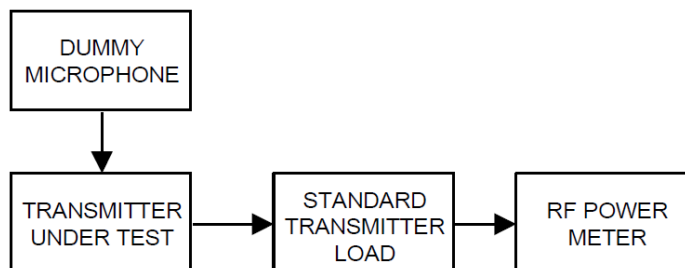 DUMMY
MICROPHONE
TRANSMITTER
UNDER TEST
STANDARD
TRANSMITTER
LOAD
RF POWER
METER